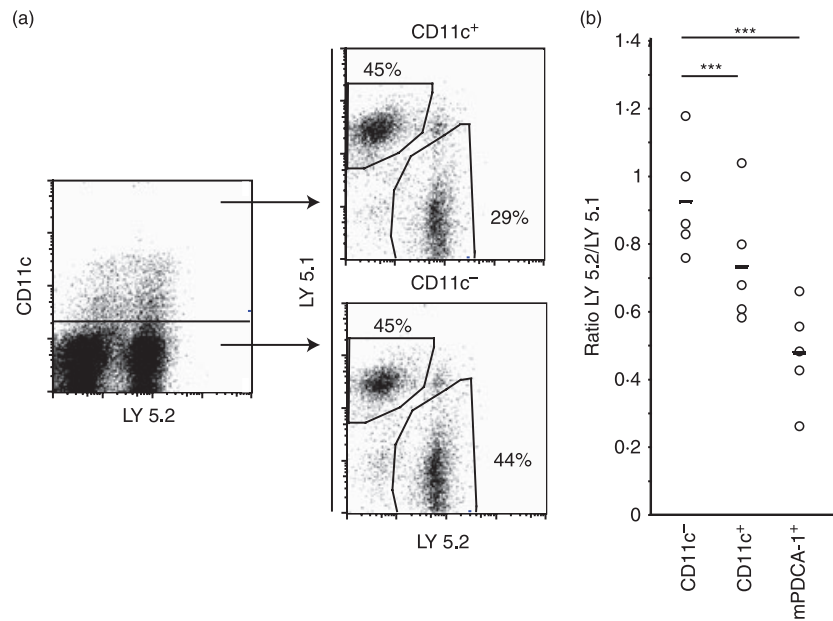 (a)
CD11c
LY 5.2
CD11c⁺
45%
29%
LY 5.1
CD11c⁻
45%
44%
LY 5.2
(b)
Ratio LY 5.2/LY 5.1
1·4
1·2
1
0·8
0·6
0·4
0·2
0
***
***
CD11c⁻
CD11c⁺
mPDCA-1⁺